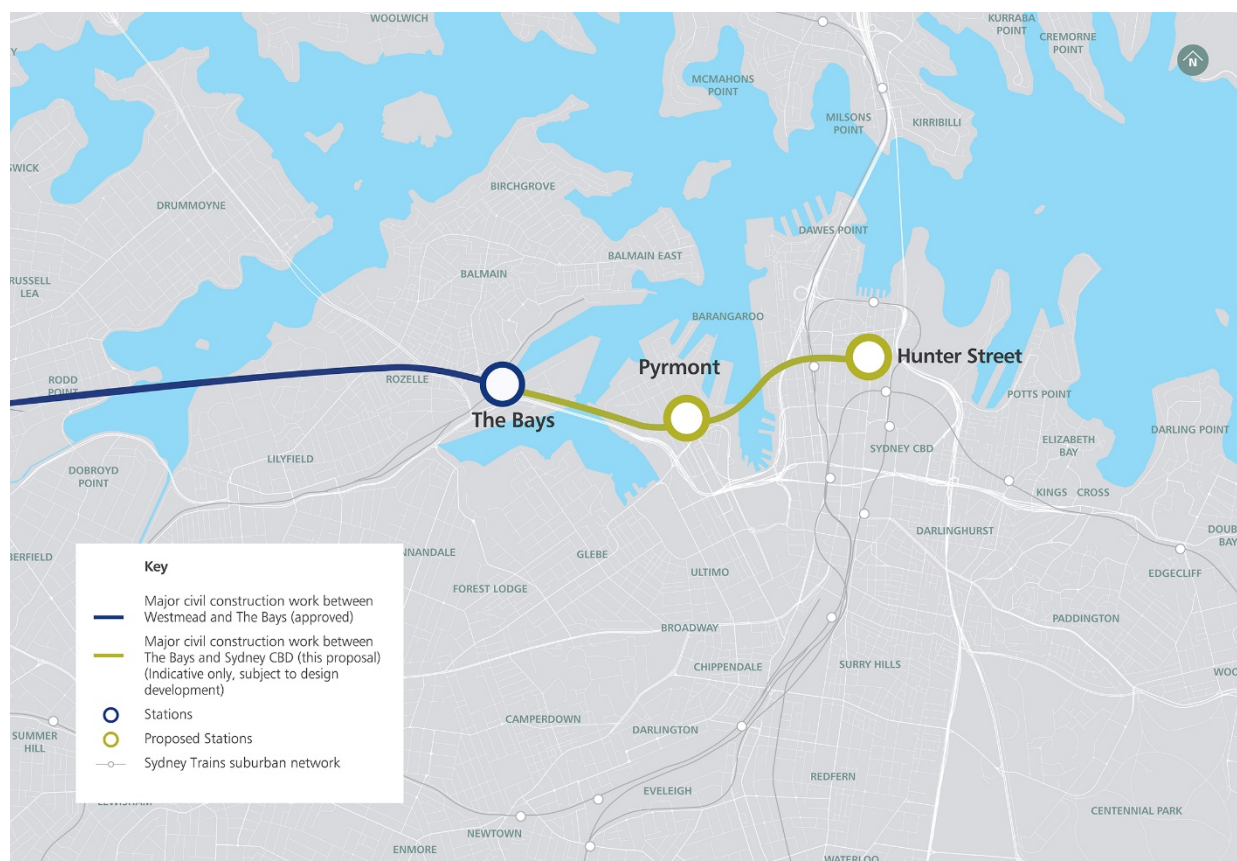 WOOLWICH
KURRABA
POINT
CREMORNE
POINT
N
MCMAHONS
POINT
MILSONS
POINT
KIRRIBILLI
SWICK
DRUMMOYNE
BIRCHGROVE
DAWES POINT
BALMAIN EAST
BALMAIN
RUSSELL
LEA
BARANGAROO
Hunter Street
Pyrmont
RODD
POINT
ROZELLE
POTTS POINT
The Bays
DARLING POINT
ELIZABETH
BAY
SYDNEY CBD
LILYFIELD
DOBROYD
POINT
KINGS CROSS
DARLINGHURST
DOUB
BAY
BERFIELD
NNANDALE
GLEBE
EDGECLIFF
ULTIMO
FOREST LODGE
PADDINGTON
BROADWAY
CHIPPENDALE
SURRY HILLS
WOO
Key
Major civil construction work between
Westmead and The Bays (approved)
Major civil construction work between
The Bays and Sydney CBD (this proposal)
(Indicative only, subject to design
development)
Stations
Proposed Stations
Sydney Trains suburban network
CAMPERDOWN
DARLINGTON
SUMMER
HILL
REDFERN
EVELEIGH
CENTENNIAL PARK
NEWTOWN
ENMORE
WATERLOO